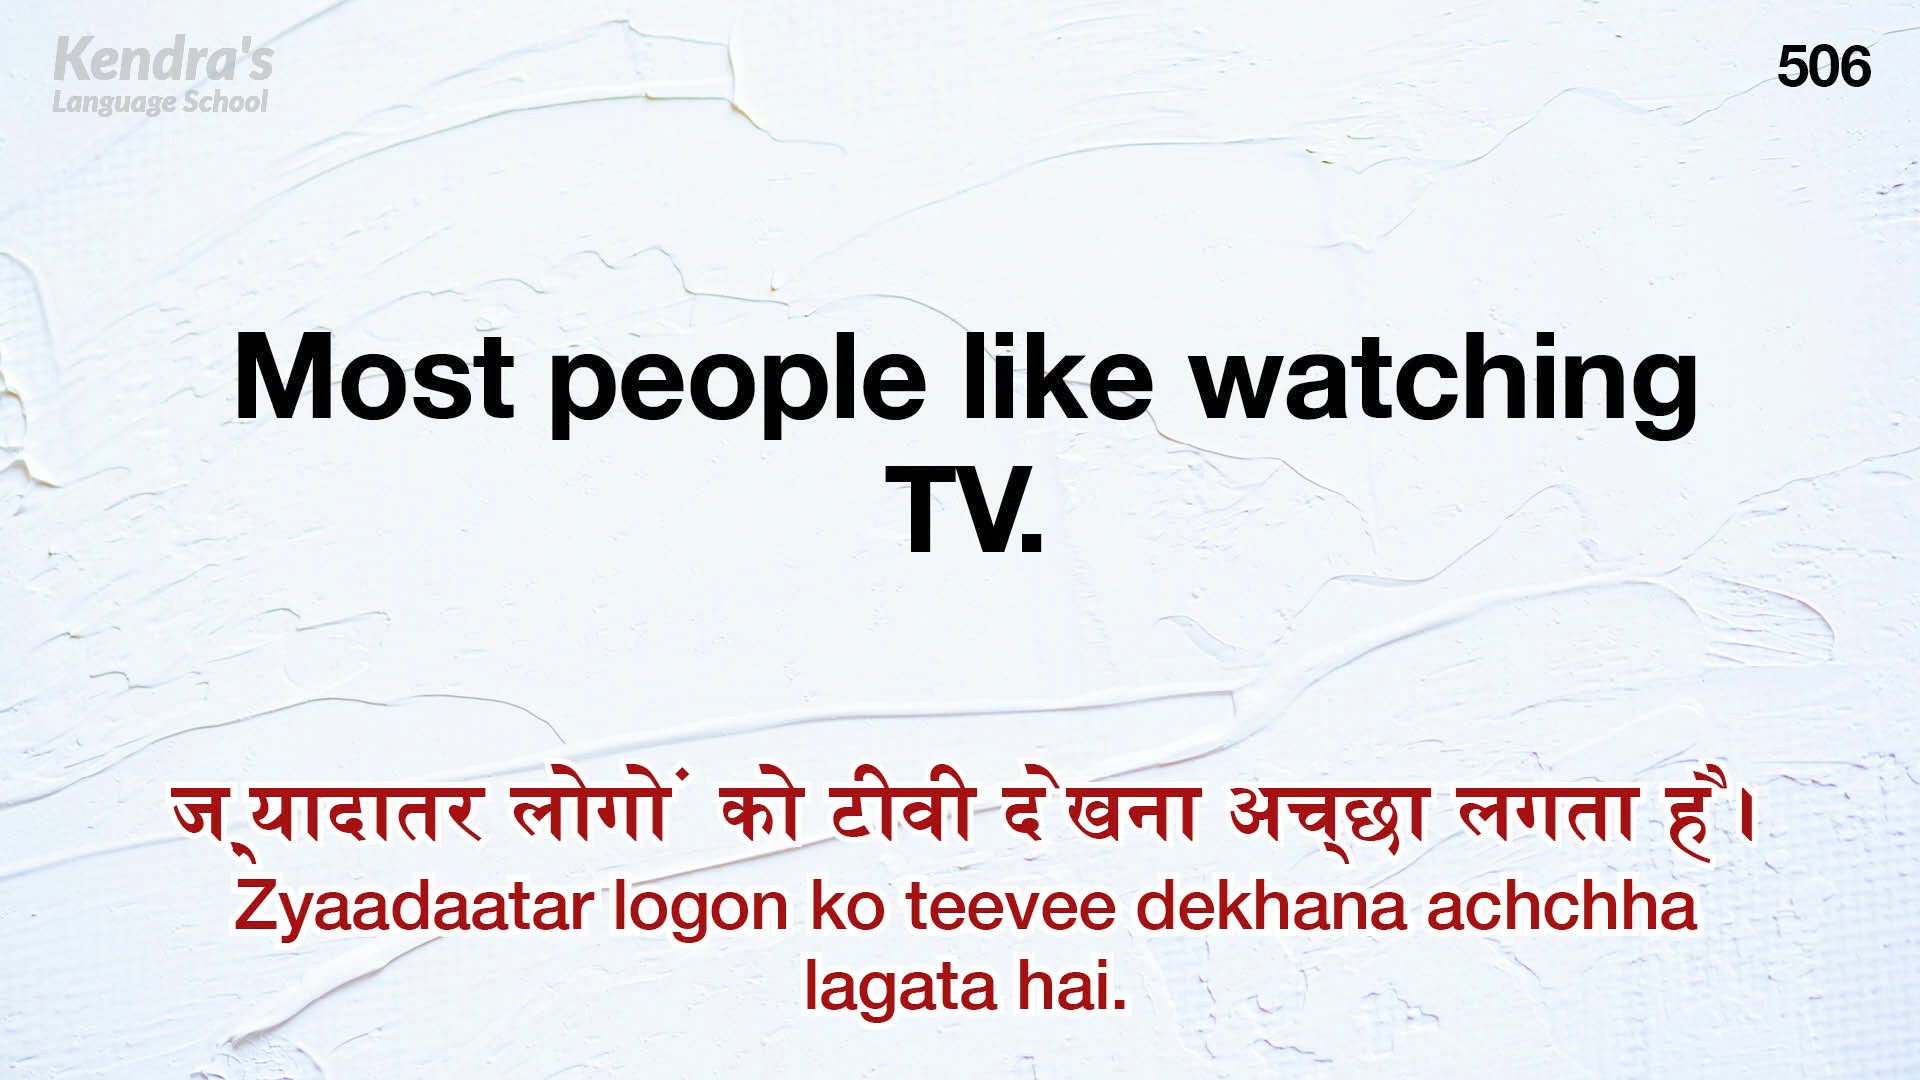 Kendra's
Language School
506
Most people like watching
TV.
ज्यादातर लोगों को टीवी देखना अच्छा लगता है।
Zyaadaatar logon ko teevee dekhana achchha
lagata hai.